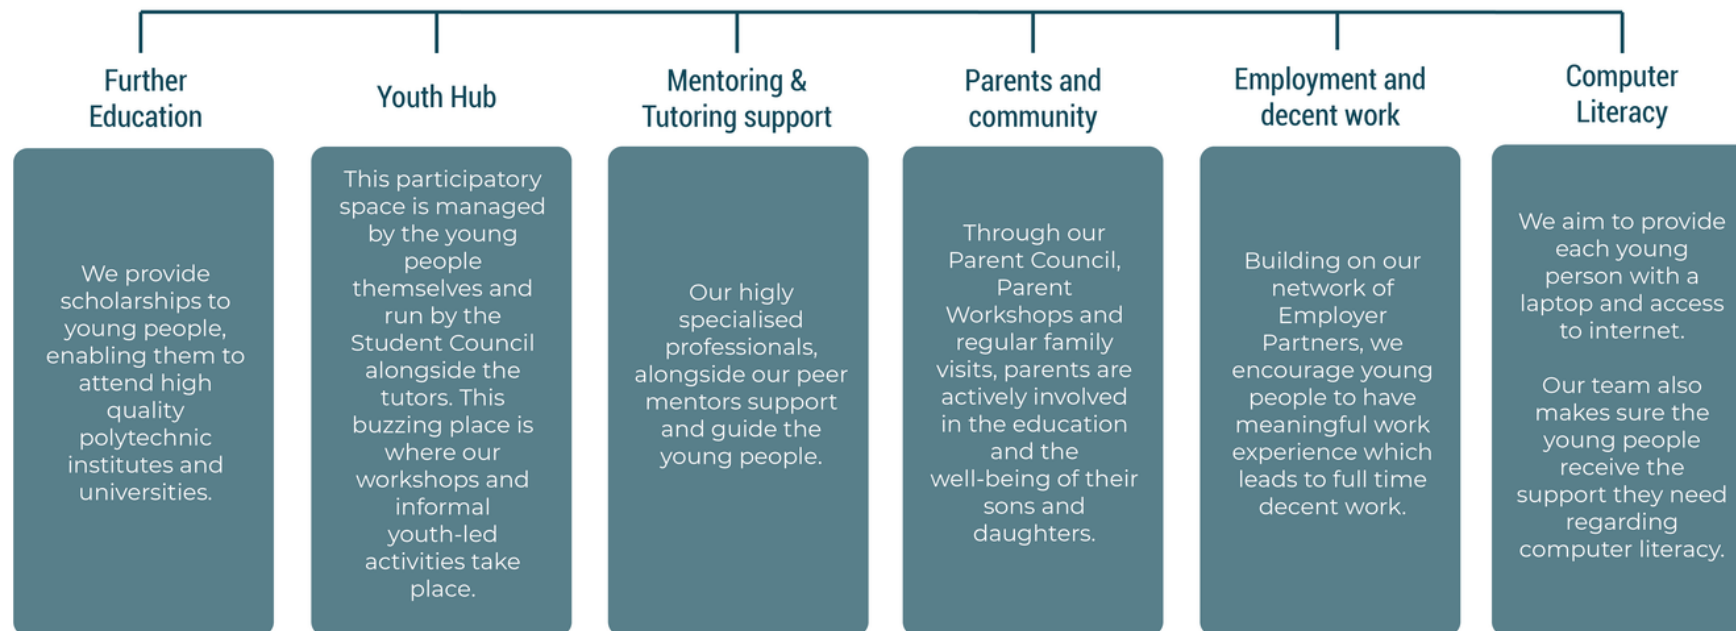 Further
Education
We provide
scholarships to
young people,
enabling them to
attend high
quality
polytechnic
institutes and
universities.
Youth Hub
This participatory
space is managed
by the young
people
themselves and
run by the
Student Council
alongside the
tutors. This
buzzing place is
where our
workshops and
informal
youth-led
activities take
place.
Mentoring &
Tutoring support
Our higly
specialised
professionals,
alongside our peer
mentors support
and guide the
young people.
Parents and
community
Through our
Parent Council,
Parent
Workshops and
regular family
visits, parents are
actively involved
in the education
and the
well-being of their
sons and
daughters.
Employment and
decent work
Building on our
network of
Employer
Partners, we
encourage young
people to have
meaningful work
experience which
leads to full time
decent work.
Computer
Literacy
We aim to provide
each young
person with a
laptop and access
to internet.
Our team also
makes sure the
young people
receive the
support they need
regarding
computer literacy.